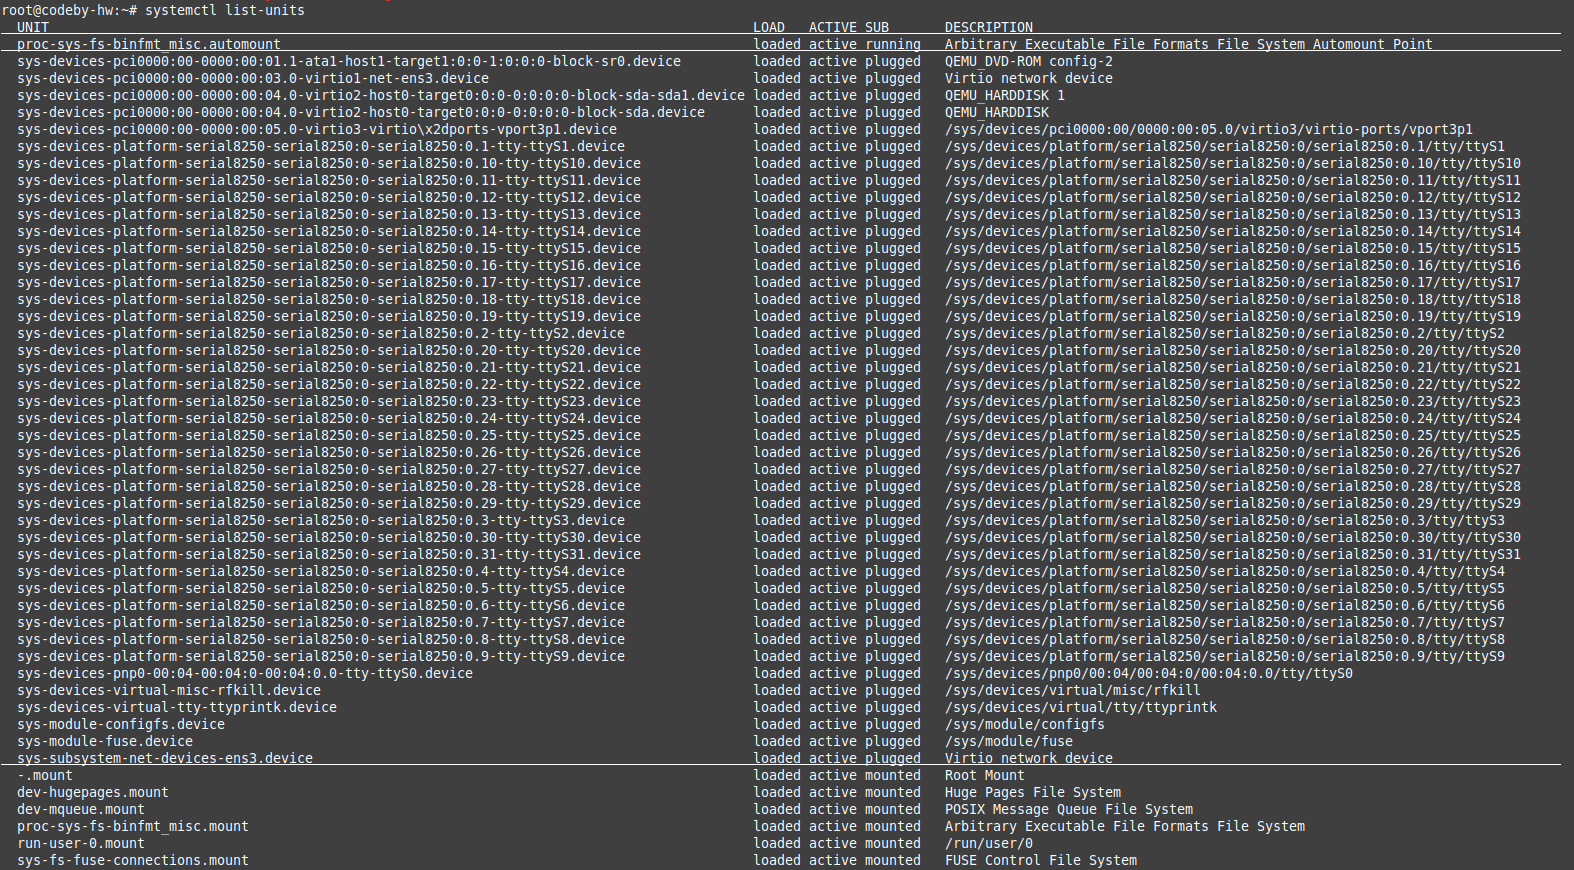 root@codeby-hw:~# systemctl list-units
UNIT LOAD ACTIVE SUB DESCRIPTION
proc-sys-fs-binfmt_misc.automount loaded active running Arbitrary Executable File Formats File System Automount Point
sys-devices-pci0000:00-0000:00:01.1-ata1-host1-target1:0:0-1:0:0:0-block-sr0.device loaded active plugged QEMU_DVD-ROM config-2
sys-devices-pci0000:00-0000:00:03.0-virtio1-net-ens3.device loaded active plugged Virtio network device
sys-devices-pci0000:00-0000:00:04.0-virtio2-host0-target0:0:0-0:0:0:0-block-sda-sda1.device loaded active plugged QEMU_HARDDISK 1
sys-devices-pci0000:00-0000:00:04.0-virtio2-host0-target0:0:0-0:0:0:0-block-sda.device loaded active plugged QEMU_HARDDISK
sys-devices-pci0000:00-0000:00:05.0-virtio3-virtio\x2dports-vport3p1.device loaded active plugged /sys/devices/pci0000:00/0000:00:05.0/virtio3/virtio-ports/vport3p1
sys-devices-platform-serial8250-serial8250:0-serial8250:0.1-tty-ttyS1.device loaded active plugged /sys/devices/platform/serial8250/serial8250:0/serial8250:0.1/tty/ttyS1
sys-devices-platform-serial8250-serial8250:0-serial8250:0.10-tty-ttyS10.device loaded active plugged /sys/devices/platform/serial8250/serial8250:0/serial8250:0.10/tty/ttyS10
sys-devices-platform-serial8250-serial8250:0-serial8250:0.11-tty-ttyS11.device loaded active plugged /sys/devices/platform/serial8250/serial8250:0/serial8250:0.11/tty/ttyS11
sys-devices-platform-serial8250-serial8250:0-serial8250:0.12-tty-ttyS12.device loaded active plugged /sys/devices/platform/serial8250/serial8250:0/serial8250:0.12/tty/ttyS12
sys-devices-platform-serial8250-serial8250:0-serial8250:0.13-tty-ttyS13.device loaded active plugged /sys/devices/platform/serial8250/serial8250:0/serial8250:0.13/tty/ttyS13
sys-devices-platform-serial8250-serial8250:0-serial8250:0.14-tty-ttyS14.device loaded active plugged /sys/devices/platform/serial8250/serial8250:0/serial8250:0.14/tty/ttyS14
sys-devices-platform-serial8250-serial8250:0-serial8250:0.15-tty-ttyS15.device loaded active plugged /sys/devices/platform/serial8250/serial8250:0/serial8250:0.15/tty/ttyS15
sys-devices-platform-serial8250-serial8250:0-serial8250:0.16-tty-ttyS16.device loaded active plugged /sys/devices/platform/serial8250/serial8250:0/serial8250:0.16/tty/ttyS16
sys-devices-platform-serial8250-serial8250:0-serial8250:0.17-tty-ttyS17.device loaded active plugged /sys/devices/platform/serial8250/serial8250:0/serial8250:0.17/tty/ttyS17
sys-devices-platform-serial8250-serial8250:0-serial8250:0.18-tty-ttyS18.device loaded active plugged /sys/devices/platform/serial8250/serial8250:0/serial8250:0.18/tty/ttyS18
sys-devices-platform-serial8250-serial8250:0-serial8250:0.19-tty-ttyS19.device loaded active plugged /sys/devices/platform/serial8250/serial8250:0/serial8250:0.19/tty/ttyS19
sys-devices-platform-serial8250-serial8250:0-serial8250:0.2-tty-ttyS2.device loaded active plugged /sys/devices/platform/serial8250/serial8250:0/serial8250:0.2/tty/ttyS2
sys-devices-platform-serial8250-serial8250:0-serial8250:0.20-tty-ttyS20.device loaded active plugged /sys/devices/platform/serial8250/serial8250:0/serial8250:0.20/tty/ttyS20
sys-devices-platform-serial8250-serial8250:0-serial8250:0.21-tty-ttyS21.device loaded active plugged /sys/devices/platform/serial8250/serial8250:0/serial8250:0.21/tty/ttyS21
sys-devices-platform-serial8250-serial8250:0-serial8250:0.22-tty-ttyS22.device loaded active plugged /sys/devices/platform/serial8250/serial8250:0/serial8250:0.22/tty/ttyS22
sys-devices-platform-serial8250-serial8250:0-serial8250:0.23-tty-ttyS23.device loaded active plugged /sys/devices/platform/serial8250/serial8250:0/serial8250:0.23/tty/ttyS23
sys-devices-platform-serial8250-serial8250:0-serial8250:0.24-tty-ttyS24.device loaded active plugged /sys/devices/platform/serial8250/serial8250:0/serial8250:0.24/tty/ttyS24
sys-devices-platform-serial8250-serial8250:0-serial8250:0.25-tty-ttyS25.device loaded active plugged /sys/devices/platform/serial8250/serial8250:0/serial8250:0.25/tty/ttyS25
sys-devices-platform-serial8250-serial8250:0-serial8250:0.26-tty-ttyS26.device loaded active plugged /sys/devices/platform/serial8250/serial8250:0/serial8250:0.26/tty/ttyS26
sys-devices-platform-serial8250-serial8250:0-serial8250:0.27-tty-ttyS27.device loaded active plugged /sys/devices/platform/serial8250/serial8250:0/serial8250:0.27/tty/ttyS27
sys-devices-platform-serial8250-serial8250:0-serial8250:0.28-tty-ttyS28.device loaded active plugged /sys/devices/platform/serial8250/serial8250:0/serial8250:0.28/tty/ttyS28
sys-devices-platform-serial8250-serial8250:0-serial8250:0.29-tty-ttyS29.device loaded active plugged /sys/devices/platform/serial8250/serial8250:0/serial8250:0.29/tty/ttyS29
sys-devices-platform-serial8250-serial8250:0-serial8250:0.3-tty-ttyS3.device loaded active plugged /sys/devices/platform/serial8250/serial8250:0/serial8250:0.3/tty/ttyS3
sys-devices-platform-serial8250-serial8250:0-serial8250:0.30-tty-ttyS30.device loaded active plugged /sys/devices/platform/serial8250/serial8250:0/serial8250:0.30/tty/ttyS30
sys-devices-platform-serial8250-serial8250:0-serial8250:0.31-tty-ttyS31.device loaded active plugged /sys/devices/platform/serial8250/serial8250:0/serial8250:0.31/tty/ttyS31
sys-devices-platform-serial8250-serial8250:0-serial8250:0.4-tty-ttyS4.device loaded active plugged /sys/devices/platform/serial8250/serial8250:0/serial8250:0.4/tty/ttyS4
sys-devices-platform-serial8250-serial8250:0-serial8250:0.5-tty-ttyS5.device loaded active plugged /sys/devices/platform/serial8250/serial8250:0/serial8250:0.5/tty/ttyS5
sys-devices-platform-serial8250-serial8250:0-serial8250:0.6-tty-ttyS6.device loaded active plugged /sys/devices/platform/serial8250/serial8250:0/serial8250:0.6/tty/ttyS6
sys-devices-platform-serial8250-serial8250:0-serial8250:0.7-tty-ttyS7.device loaded active plugged /sys/devices/platform/serial8250/serial8250:0/serial8250:0.7/tty/ttyS7
sys-devices-platform-serial8250-serial8250:0-serial8250:0.8-tty-ttyS8.device loaded active plugged /sys/devices/platform/serial8250/serial8250:0/serial8250:0.8/tty/ttyS8
sys-devices-platform-serial8250-serial8250:0-serial8250:0.9-tty-ttyS9.device loaded active plugged /sys/devices/platform/serial8250/serial8250:0/serial8250:0.9/tty/ttyS9
sys-devices-pnp0-00:04-00:04:0-00:04:0.0-tty-ttyS0.device loaded active plugged /sys/devices/pnp0/00:04/00:04:0/00:04:0.0/tty/ttyS0
sys-devices-virtual-misc-rfkill.device loaded active plugged /sys/devices/virtual/misc/rfkill
sys-devices-virtual-tty-ttyprintk.device loaded active plugged /sys/devices/virtual/tty/ttyprintk
sys-module-configfs.device loaded active plugged /sys/module/configfs
sys-module-fuse.device loaded active plugged /sys/module/fuse
sys-subsystem-net-devices-ens3.device loaded active plugged Virtio network device
-.mount loaded active mounted Root Mount
dev-hugepages.mount loaded active mounted Huge Pages File System
dev-mqueue.mount loaded active mounted POSIX Message Queue File System
proc-sys-fs-binfmt_misc.mount loaded active mounted Arbitrary Executable File Formats File System
run-user-0.mount loaded active mounted /run/user/0
sys-fs-fuse-connections.mount loaded active mounted FUSE Control File System